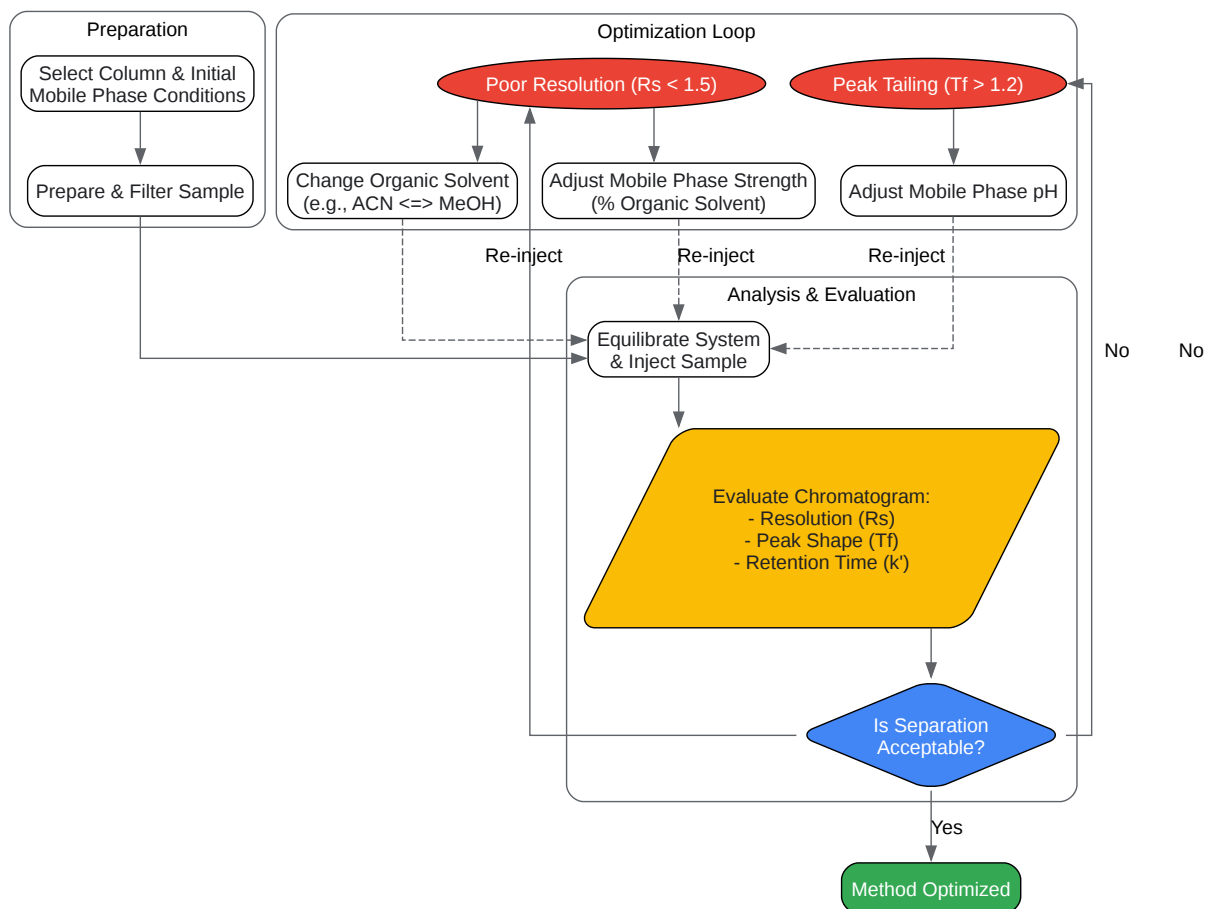 Preparation
Select Column & Initial
Mobile Phase Conditions
Prepare & Filter Sample
Optimization Loop
Poor Resolution (Rs < 1.5)
Peak Tailing (Tf > 1.2)
Change Organic Solvent
(e.g., ACN <=> MeOH)
Adjust Mobile Phase Strength
(% Organic Solvent)
Adjust Mobile Phase pH
Re-inject
Re-inject
Re-inject
Analysis & Evaluation
Equilibrate System
& Inject Sample
No
No
Evaluate Chromatogram:
- Resolution (Rs)
- Peak Shape (Tf)
- Retention Time (k')
Is Separation
Acceptable?
Yes
Method Optimized